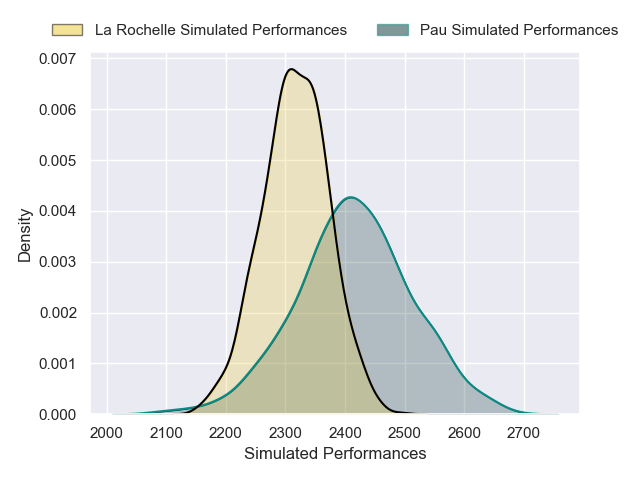 La Rochelle Simulated Performances Pau Simulated Performances
0.007
0.006
0.005
0.004
0.003
0.002
0.001
0.000
Density
2000 2100 2200 2300 2400 2500 2600 2700
Simulated Performances